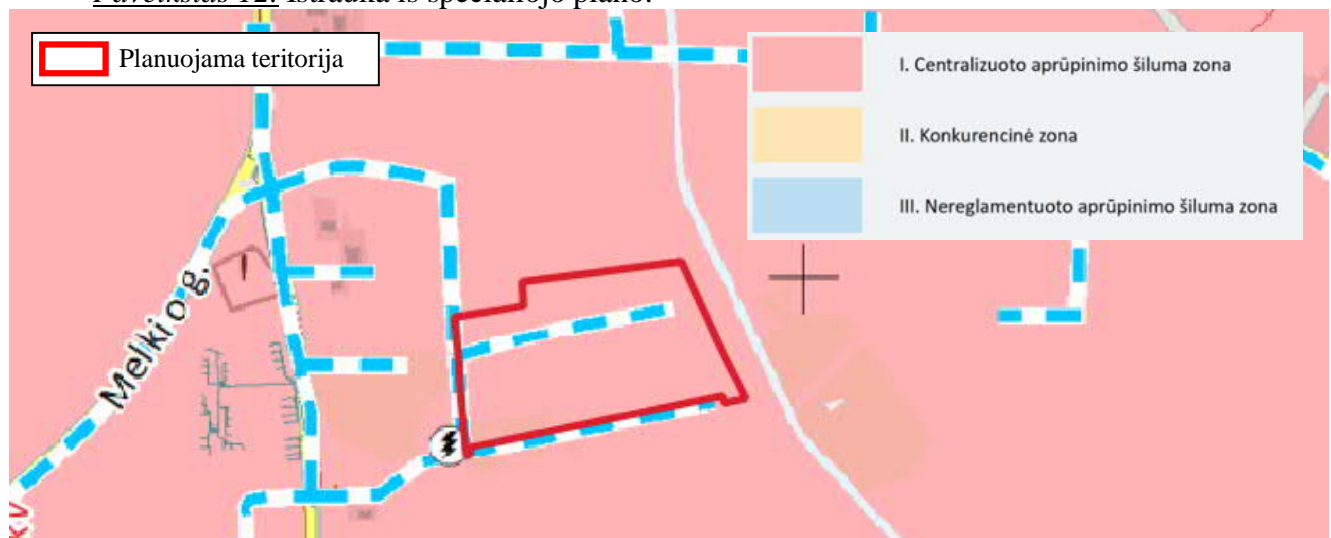 Paveikslas 12. Ištrauka iš specialiojo plano.
Planuojama teritorija
I. Centralizuoto aprūpinimo šiluma zona
II. Konkurencinė zona
III. Nereglamentuoto aprūpinimo šiluma zona
Melkio g.